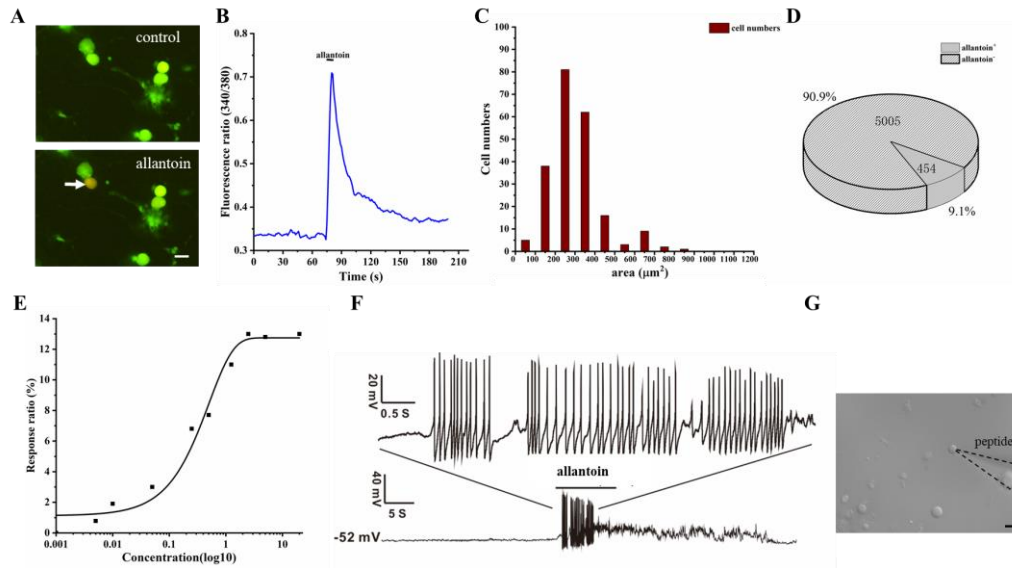 A
control
allantoin
B
allantoin
Fluorescence ratio (340/380)
0.8
0.7
0.6
0.5
0.4
0.3
0 30 60 90 120 150 180 210
Time (s)
C
cell numbers
Cell numbers
100
90
80
70
60
50
40
30
20
10
0
100 200 300 400 500 600 700 800 900 1000 1100 1200
area (μm²)
D
allantoin⁺
allantoin⁻
90.9%
5005
454
9.1%
E
Response ratio (%)
14
12
10
8
6
4
2
0
0.001 0.01 0.1 1 10
Concentration(log10)
F
20 mV
0.5 S
allantoin
40 mV
5 S
-52 mV
G
peptide